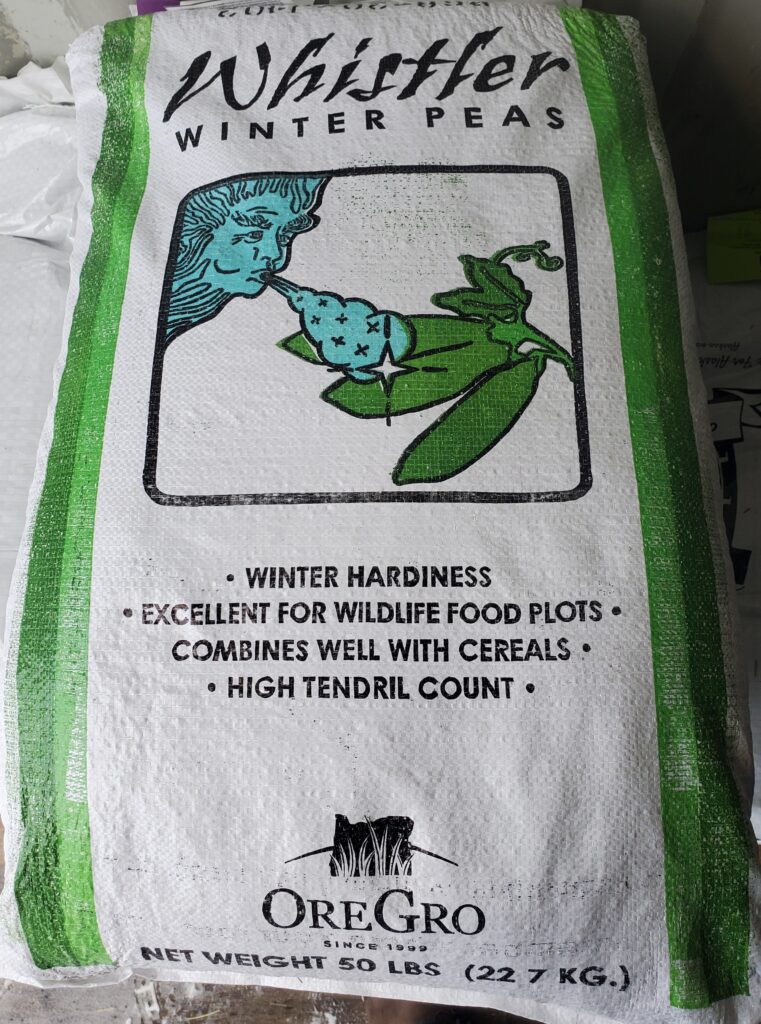 Whistler
WINTER PEAS
• WINTER HARDINESS
• EXCELLENT FOR WILDLIFE FOOD PLOTS •
COMBINES WELL WITH CEREALS •
• HIGH TENDRIL COUNT •
OREGRO
SINCE 1999
NET WEIGHT 50 LBS (22 7 KG.)